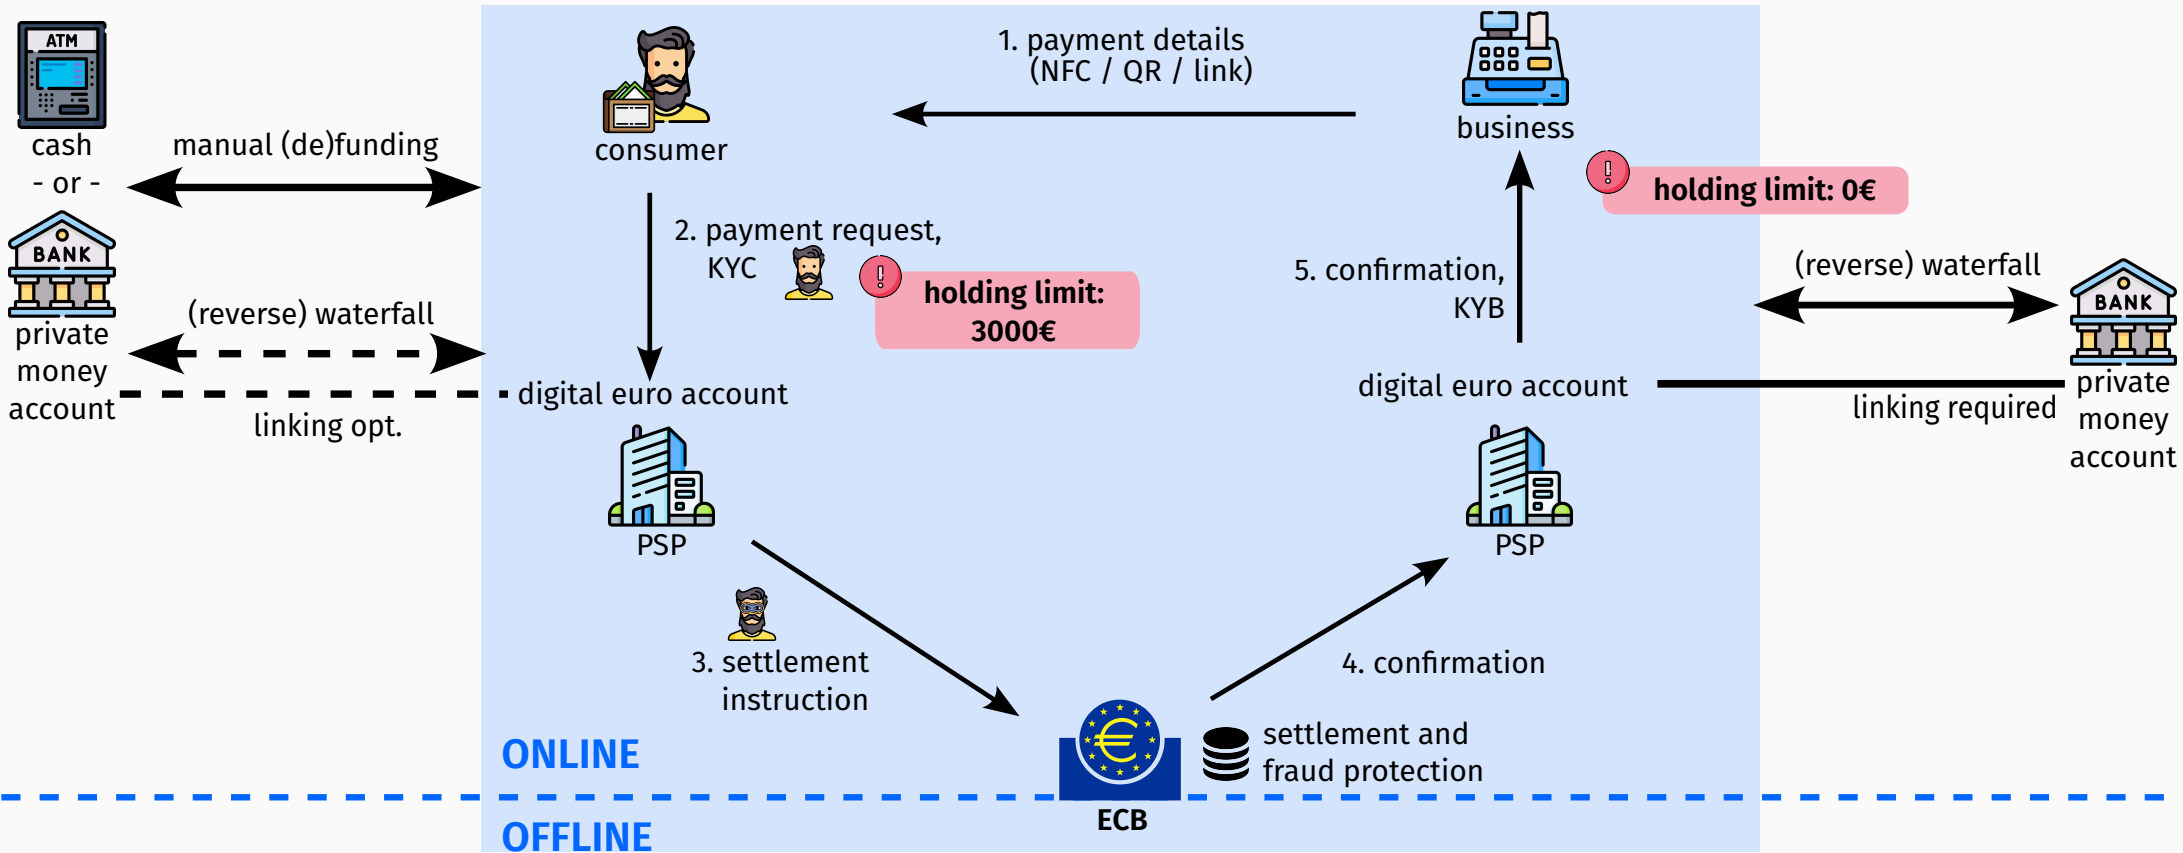 ATM
cash
- or -
BANK
private
money
account
manual (de)funding
(reverse) waterfall
linking opt.
consumer
1. payment details
(NFC / QR / link)
business
holding limit: 0€
2. payment request,
KYC
holding limit:
3000€
5. confirmation,
KYB
(reverse) waterfall
BANK
private
money
account
linking required
digital euro account
PSP
digital euro account
PSP
3. settlement
instruction
4. confirmation
settlement and
fraud protection
ECB
ONLINE
OFFLINE